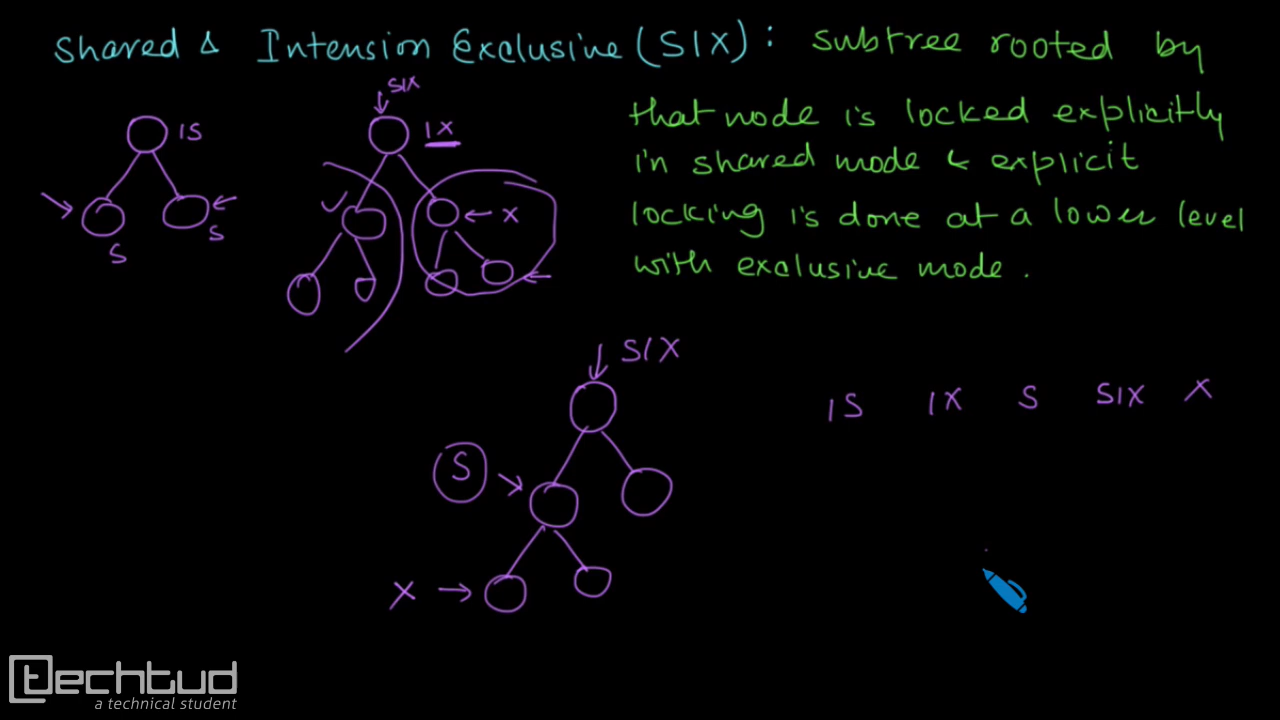 Shared & Intension Exclusive (SIX): subtree rooted by
that node is locked explicitly
in shared mode & explicit
locking is done at a lower level
with exclusive mode.
SIX
IS
IX
X
S
S
SIX
IS IX S SIX X
S
X
techtud
a technical student